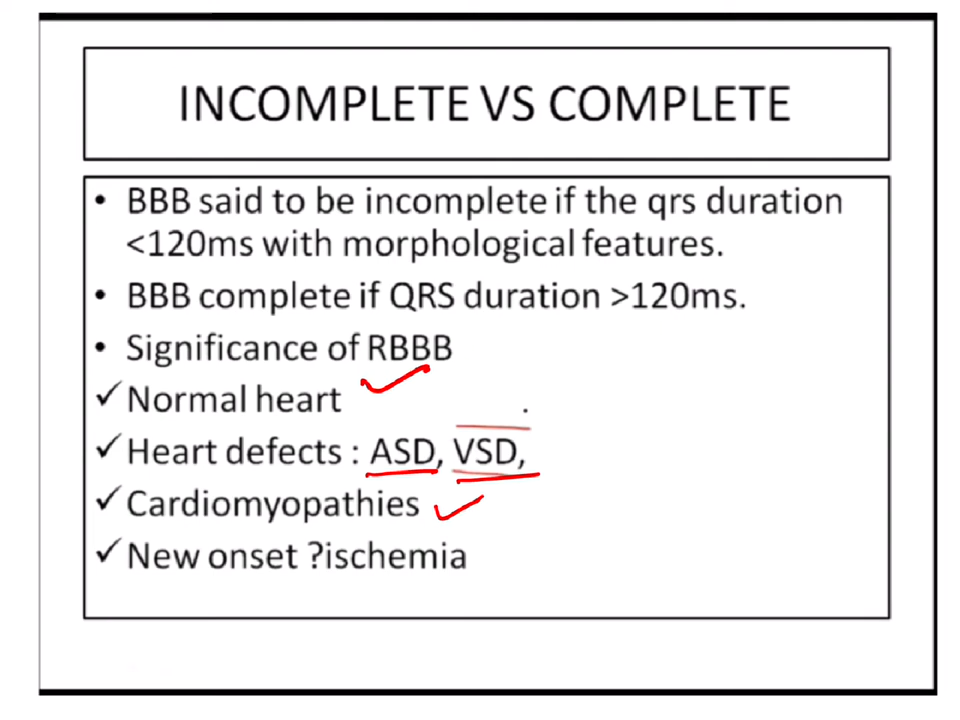 INCOMPLETE VS COMPLETE
• BBB said to be incomplete if the qrs duration
<120ms with morphological features.
• BBB complete if QRS duration >120ms.
• Significance of RBBB
✓ Normal heart
✓ Heart defects : ASD, VSD,
✓ Cardiomyopathies
✓ New onset ?ischemia